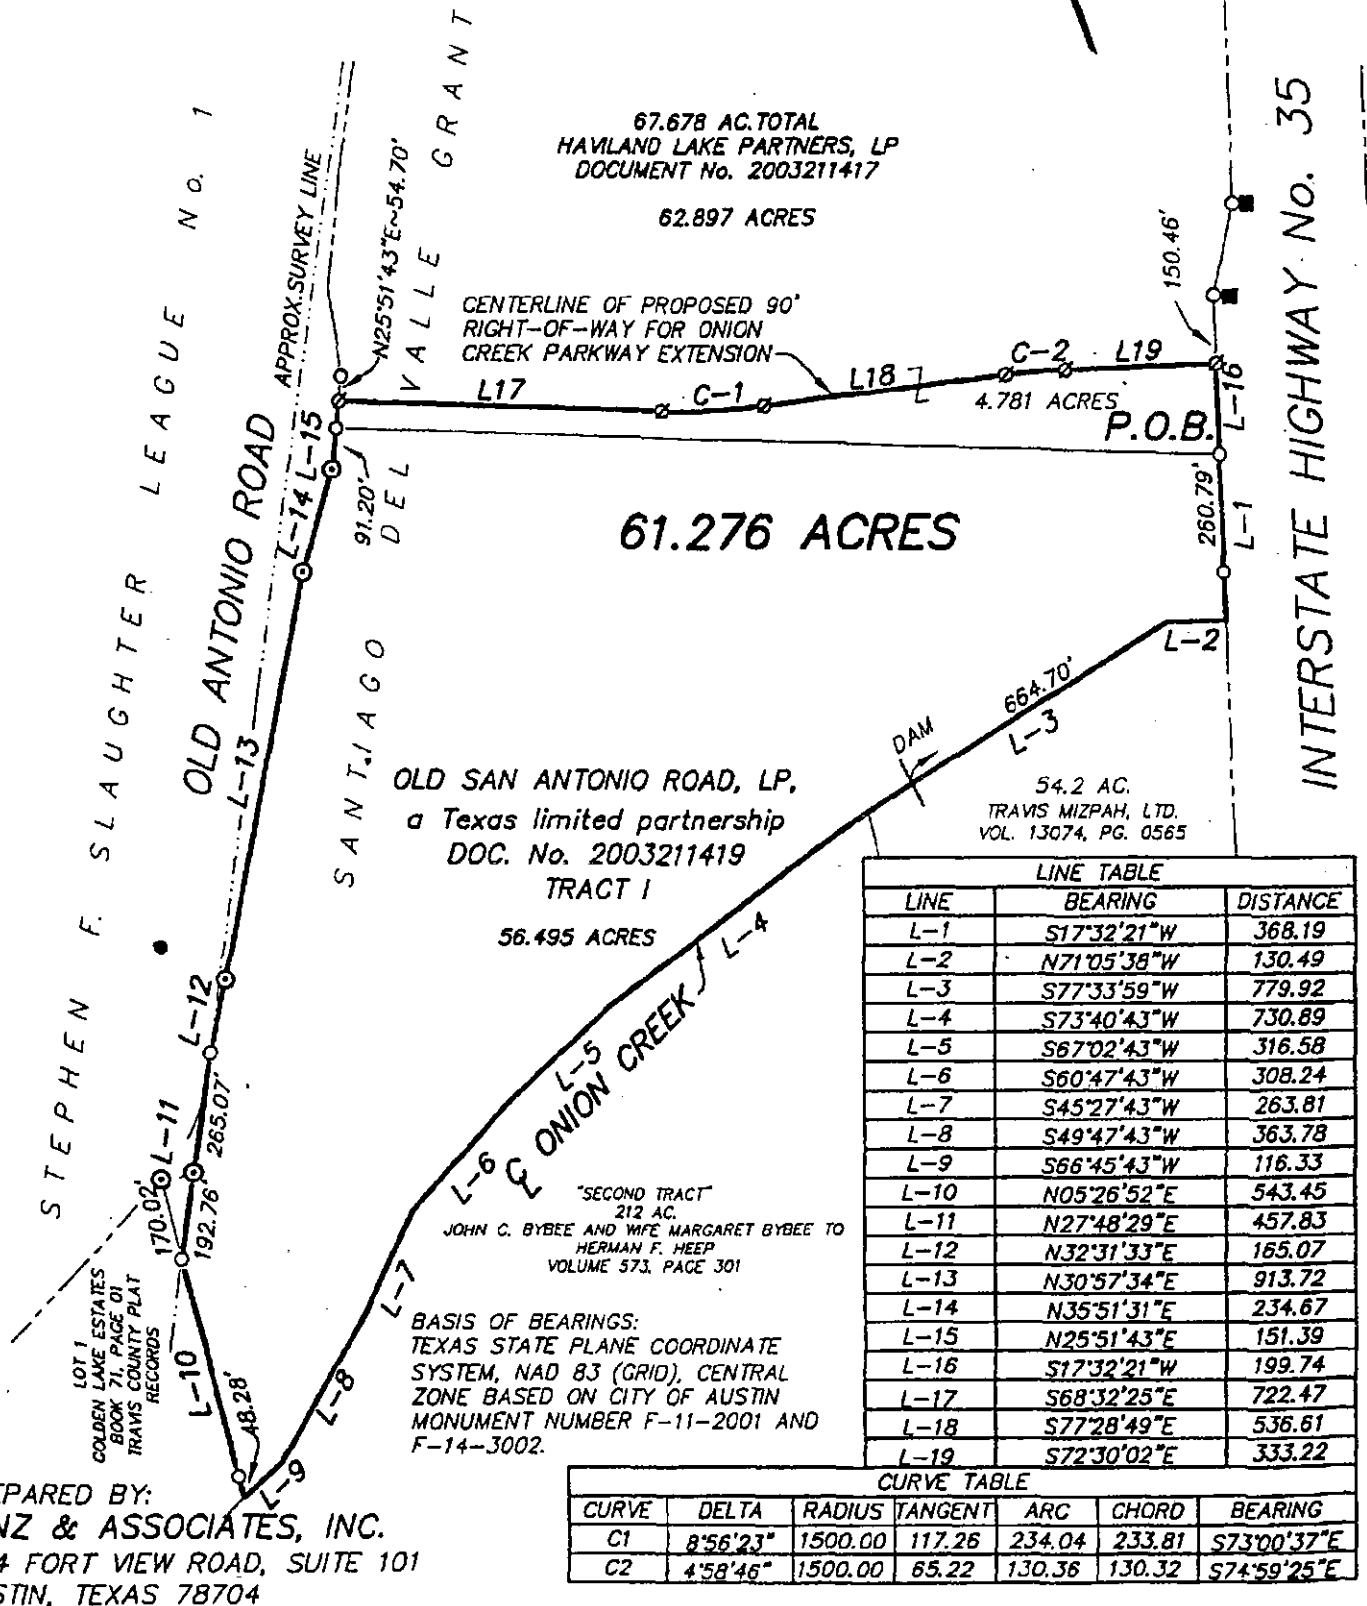 67.678 AC.TOTAL
HAVILAND LAKE PARTNERS, LP
DOCUMENT No. 2003211417
62.897 ACRES
STEPHEN F. SLAUGHTER LEAGUE No. 1
SANTIAGO DEL VALLE GRANT
APPROX.SURVEY LINE
OLD ANTONIO ROAD
INTERSTATE HIGHWAY No. 35
N25°51'43"E~54.70'
150.46'
CENTERLINE OF PROPOSED 90'
RIGHT-OF-WAY FOR ONION
CREEK PARKWAY EXTENSION
L17
C-1
L18
C-2
L19
L-16
4.781 ACRES
P.O.B.
L-15
L-14
91.20'
260.79'
L-1
61.276 ACRES
L-2
664.70'
L-3
DAM
L-13
OLD SAN ANTONIO ROAD, LP.
a Texas limited partnership
DOC. No. 2003211419
TRACT I
56.495 ACRES
54.2 AC.
TRAVIS MIZPAH, LTD.
VOL. 13074, PG. 0565
L-4
L-12
L-5
℄ ONION CREEK
L-11
265.07'
L-6
170.02'
192.76'
"SECOND TRACT"
212 AC.
JOHN C. BYBEE AND WIFE MARGARET BYBEE TO
HERMAN F. HEEP
VOLUME 573, PAGE 301
L-7
LOT 1
GOLDEN LAKE ESTATES
BOOK 71, PAGE 01
TRAVIS COUNTY PLAT
RECORDS
L-10
L-8
48.28'
L-9
BASIS OF BEARINGS:
TEXAS STATE PLANE COORDINATE
SYSTEM, NAD 83 (GRID), CENTRAL
ZONE BASED ON CITY OF AUSTIN
MONUMENT NUMBER F-11-2001 AND
F-14-3002.
LINE TABLE
LINE BEARING DISTANCE
L-1 S17°32'21"W 368.19
L-2 N71°05'38"W 130.49
L-3 S77°33'59"W 779.92
L-4 S73°40'43"W 730.89
L-5 S67°02'43"W 316.58
L-6 S60°47'43"W 308.24
L-7 S45°27'43"W 263.81
L-8 S49°47'43"W 363.78
L-9 S66°45'43"W 116.33
L-10 N05°26'52"E 543.45
L-11 N27°48'29"E 457.83
L-12 N32°31'33"E 165.07
L-13 N30°57'34"E 913.72
L-14 N35°51'31"E 234.67
L-15 N25°51'43"E 151.39
L-16 S17°32'21"W 199.74
L-17 S68°32'25"E 722.47
L-18 S77°28'49"E 536.61
L-19 S72°30'02"E 333.22
CURVE TABLE
CURVE DELTA RADIUS TANGENT ARC CHORD BEARING
C1 8°56'23" 1500.00 117.26 234.04 233.81 S73°00'37"E
C2 4°58'46" 1500.00 65.22 130.36 130.32 S74°59'25"E
EPARED BY:
NZ & ASSOCIATES, INC.
4 FORT VIEW ROAD, SUITE 101
STIN, TEXAS 78704